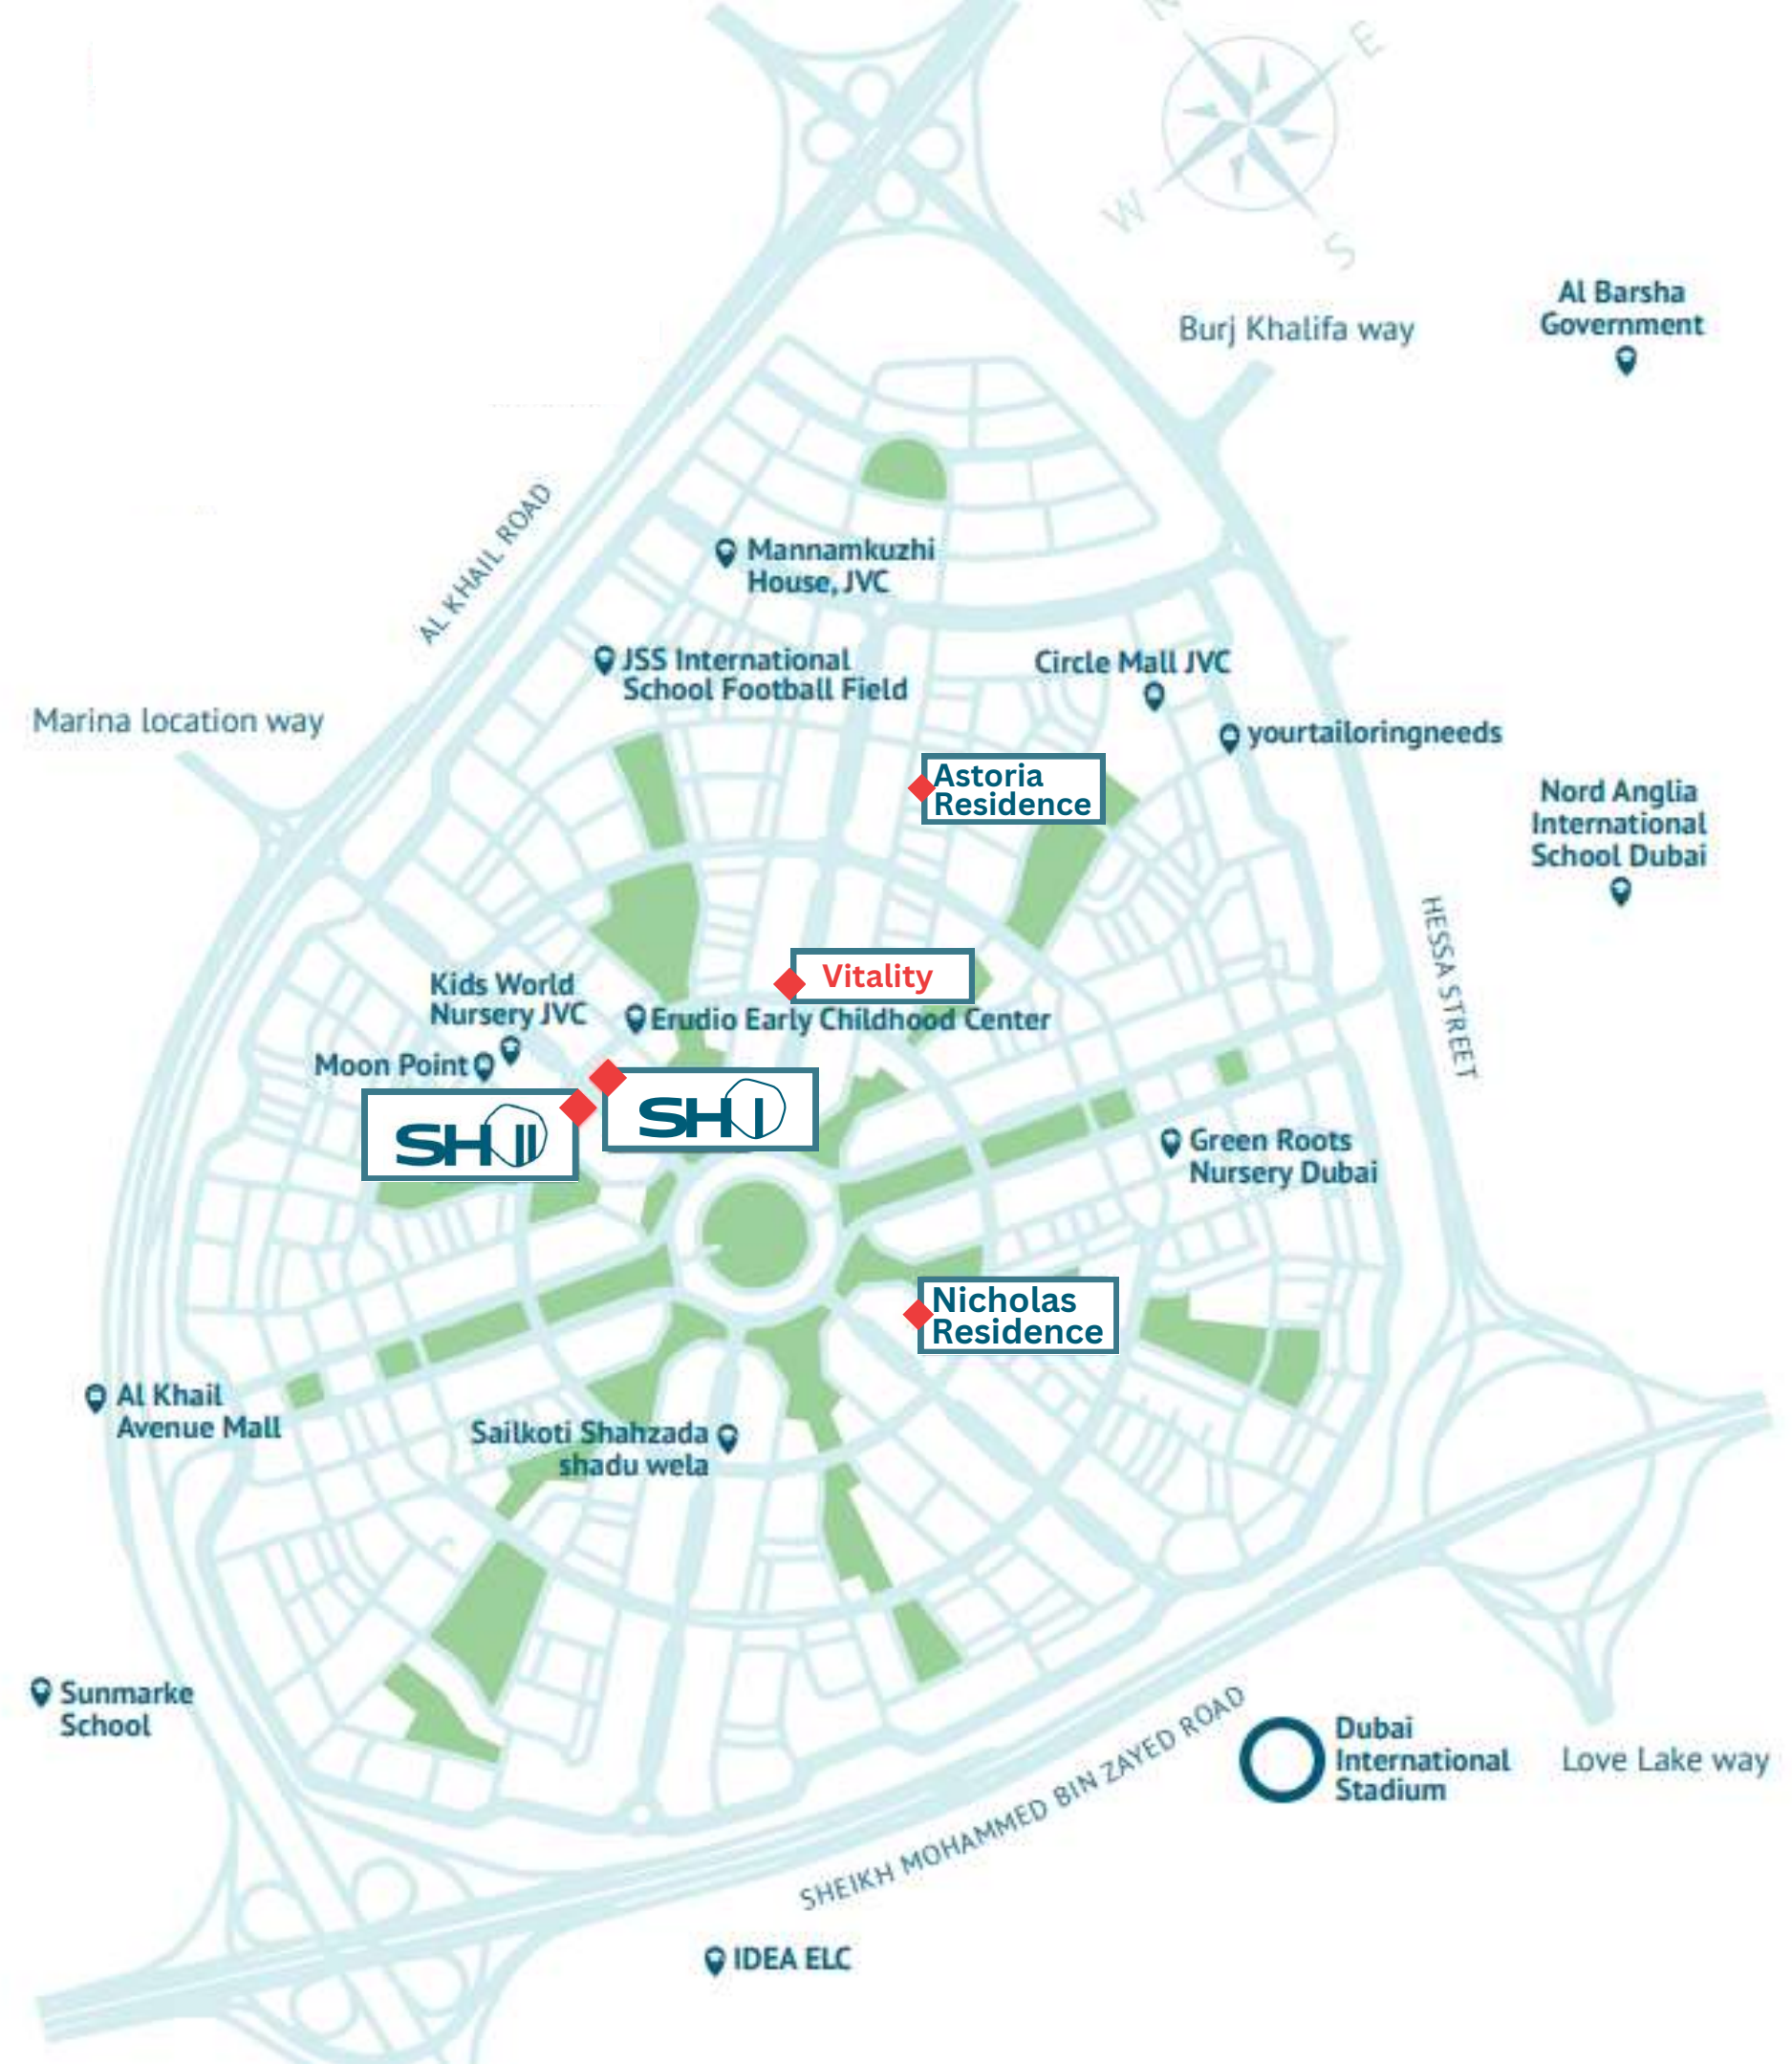 N
E
W
S
Al Barsha
Government
Burj Khalifa way
AL KHAIL ROAD
Mannamkuzhi
House, JVC
JSS International
School Football Field
Circle Mall JVC
Marina location way
yourtailoringneeds
Astoria
Residence
Nord Anglia
International
School Dubai
HESSA STREET
Vitality
Kids World
Nursery JVC
Erudio Early Childhood Center
Moon Point
SH I
SH II
Green Roots
Nursery Dubai
Nicholas
Residence
Al Khail
Avenue Mall
Sailkoti Shahzada
shadu wela
Sunmarke
School
SHEIKH MOHAMMED BIN ZAYED ROAD
Dubai
International
Stadium
Love Lake way
IDEA ELC